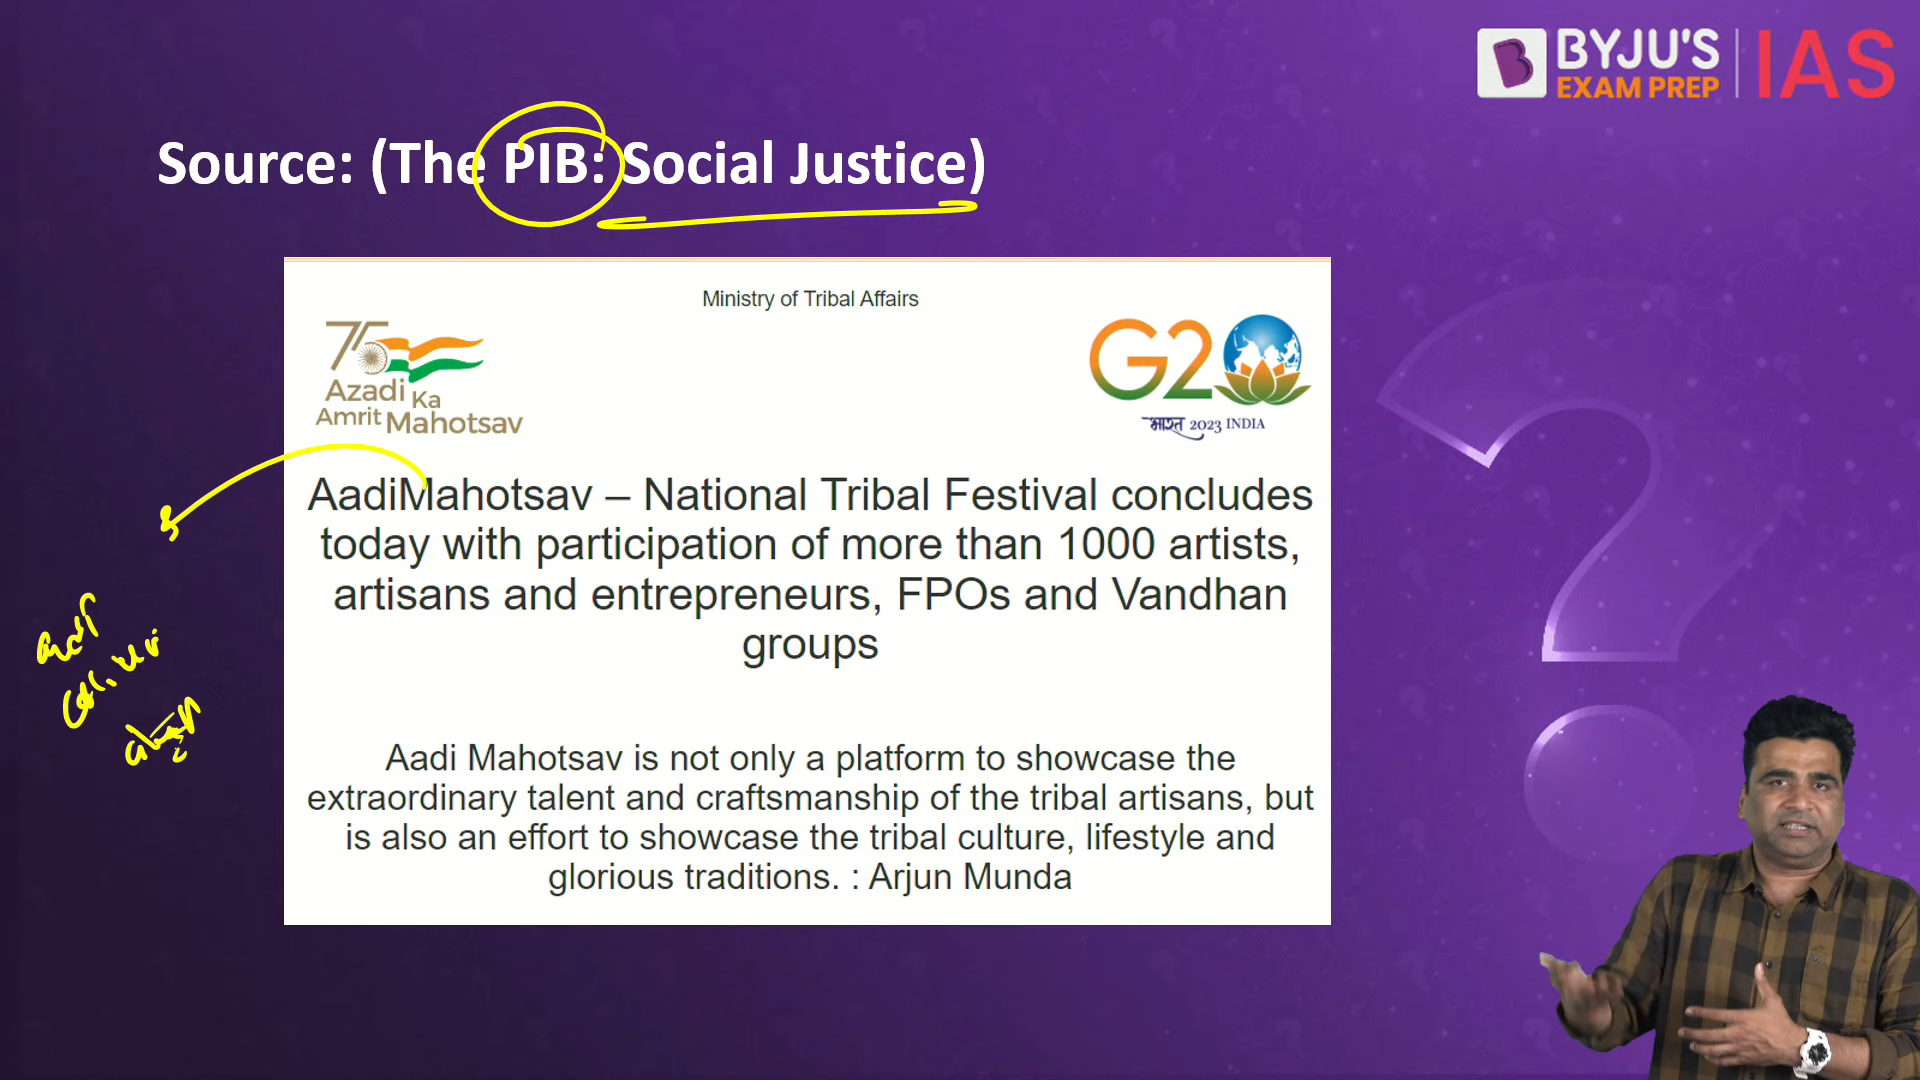 BYJU'S
EXAM PREP
IAS
Source: (The PIB: Social Justice)
Ministry of Tribal Affairs
75
Azadi Ka
Amrit Mahotsav
G20
भारत 2023 INDIA
AadiMahotsav – National Tribal Festival concludes
today with participation of more than 1000 artists,
artisans and entrepreneurs, FPOs and Vandhan
groups
Aadi Mahotsav is not only a platform to showcase the
extraordinary talent and craftsmanship of the tribal artisans, but
is also an effort to showcase the tribal culture, lifestyle and
glorious traditions. : Arjun Munda